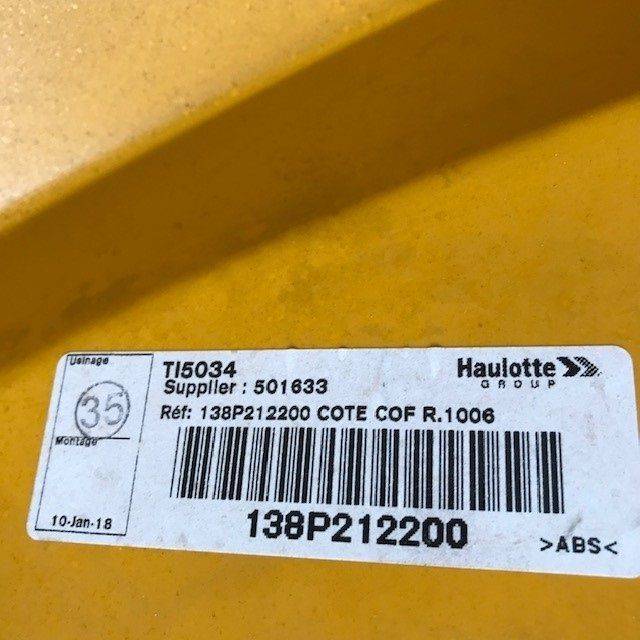 Usinage
35
Montage
10-Jan-18
TI5034
Supplier : 501633
Haulotte
GROUP
Réf: 138P212200 COTE COF R.1006
138P212200
>ABS<